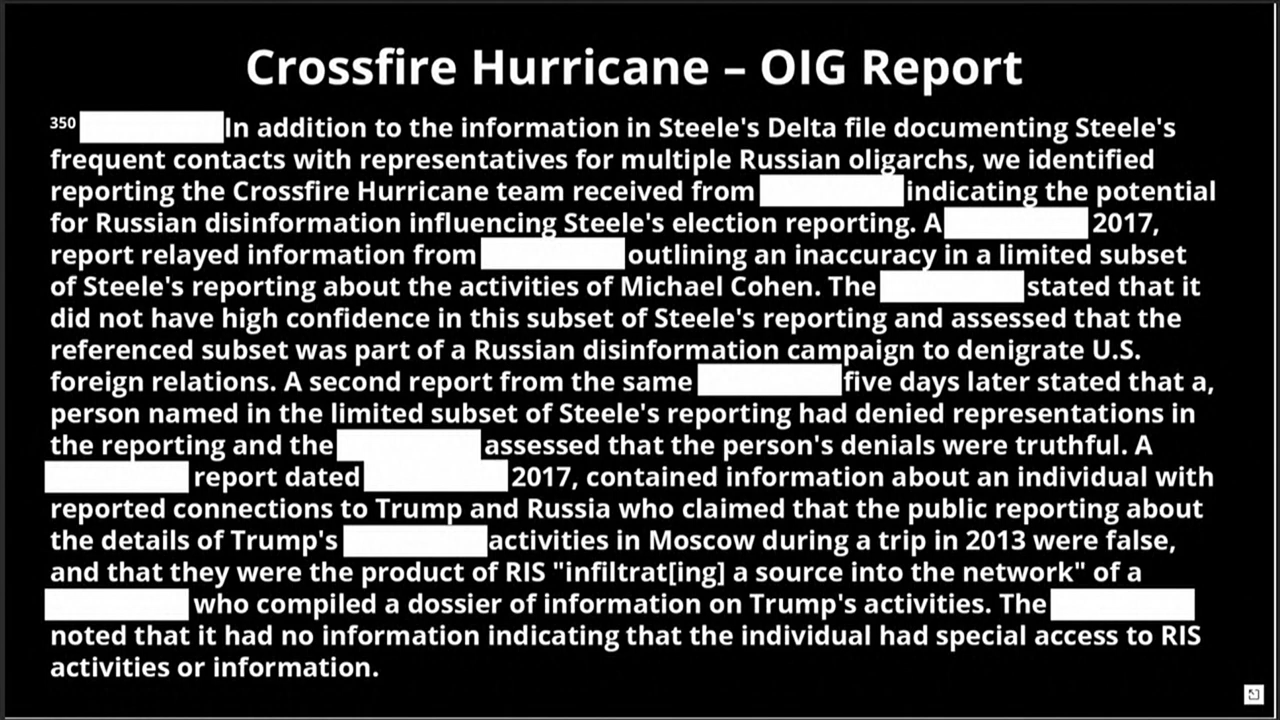 Crossfire Hurricane – OIG Report
350 In addition to the information in Steele's Delta file documenting Steele's
frequent contacts with representatives for multiple Russian oligarchs, we identified
reporting the Crossfire Hurricane team received from indicating the potential
for Russian disinformation influencing Steele's election reporting. A 2017,
report relayed information from outlining an inaccuracy in a limited subset
of Steele's reporting about the activities of Michael Cohen. The stated that it
did not have high confidence in this subset of Steele's reporting and assessed that the
referenced subset was part of a Russian disinformation campaign to denigrate U.S.
foreign relations. A second report from the same five days later stated that a,
person named in the limited subset of Steele's reporting had denied representations in
the reporting and the assessed that the person's denials were truthful. A
report dated 2017, contained information about an individual with
reported connections to Trump and Russia who claimed that the public reporting about
the details of Trump's activities in Moscow during a trip in 2013 were false,
and that they were the product of RIS "infiltrat[ing] a source into the network" of a
who compiled a dossier of information on Trump's activities. The
noted that it had no information indicating that the individual had special access to RIS
activities or information.